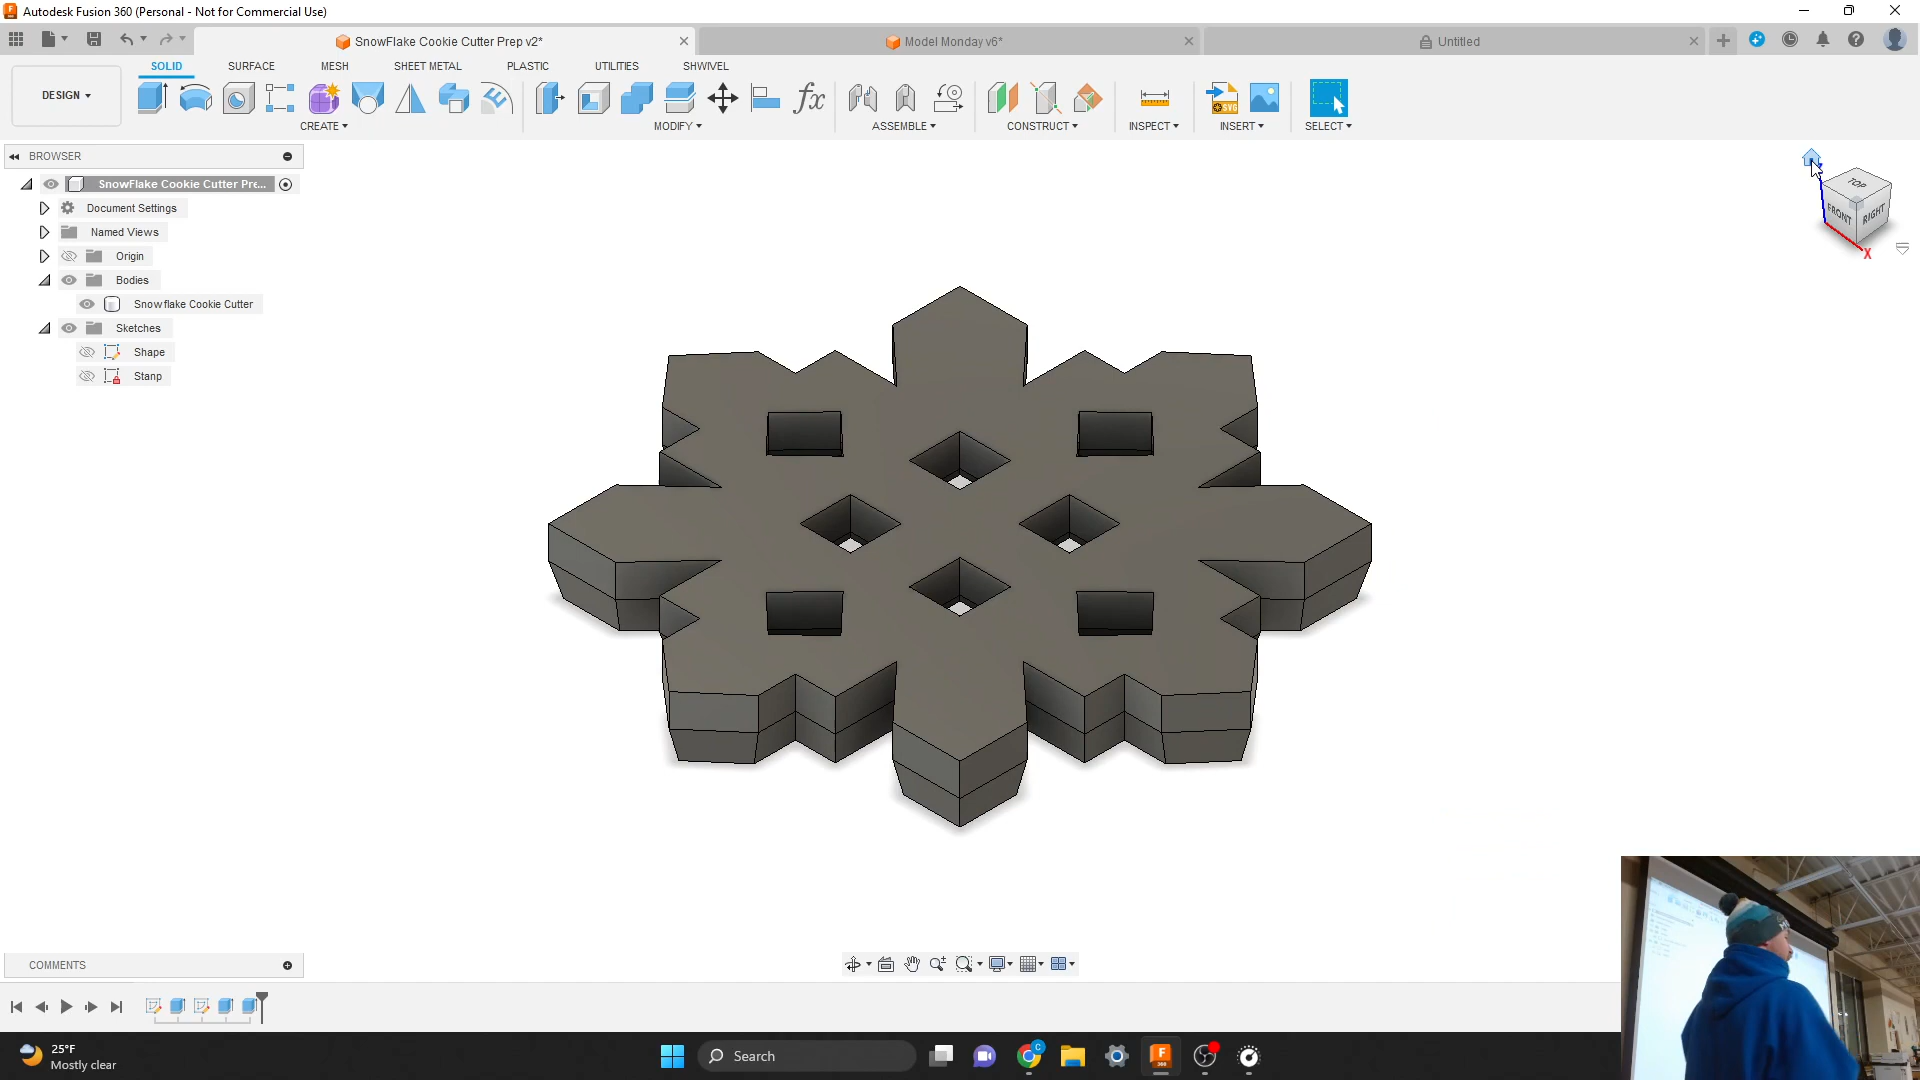 Autodesk Fusion 360 (Personal - Not for Commercial Use)
SnowFlake Cookie Cutter Prep v2*
Model Monday v6*
Untitled
SOLID
SURFACE
MESH
SHEET METAL
PLASTIC
UTILITIES
SHWIVEL
DESIGN
CREATE
MODIFY
ASSEMBLE
CONSTRUCT
INSPECT
INSERT
SELECT
BROWSER
SnowFlake Cookie Cutter Pre...
Document Settings
Named Views
Origin
Bodies
Snowflake Cookie Cutter
Sketches
Shape
Stanp
TOP
FRONT
RIGHT
X
COMMENTS
25°F
Mostly clear
Search